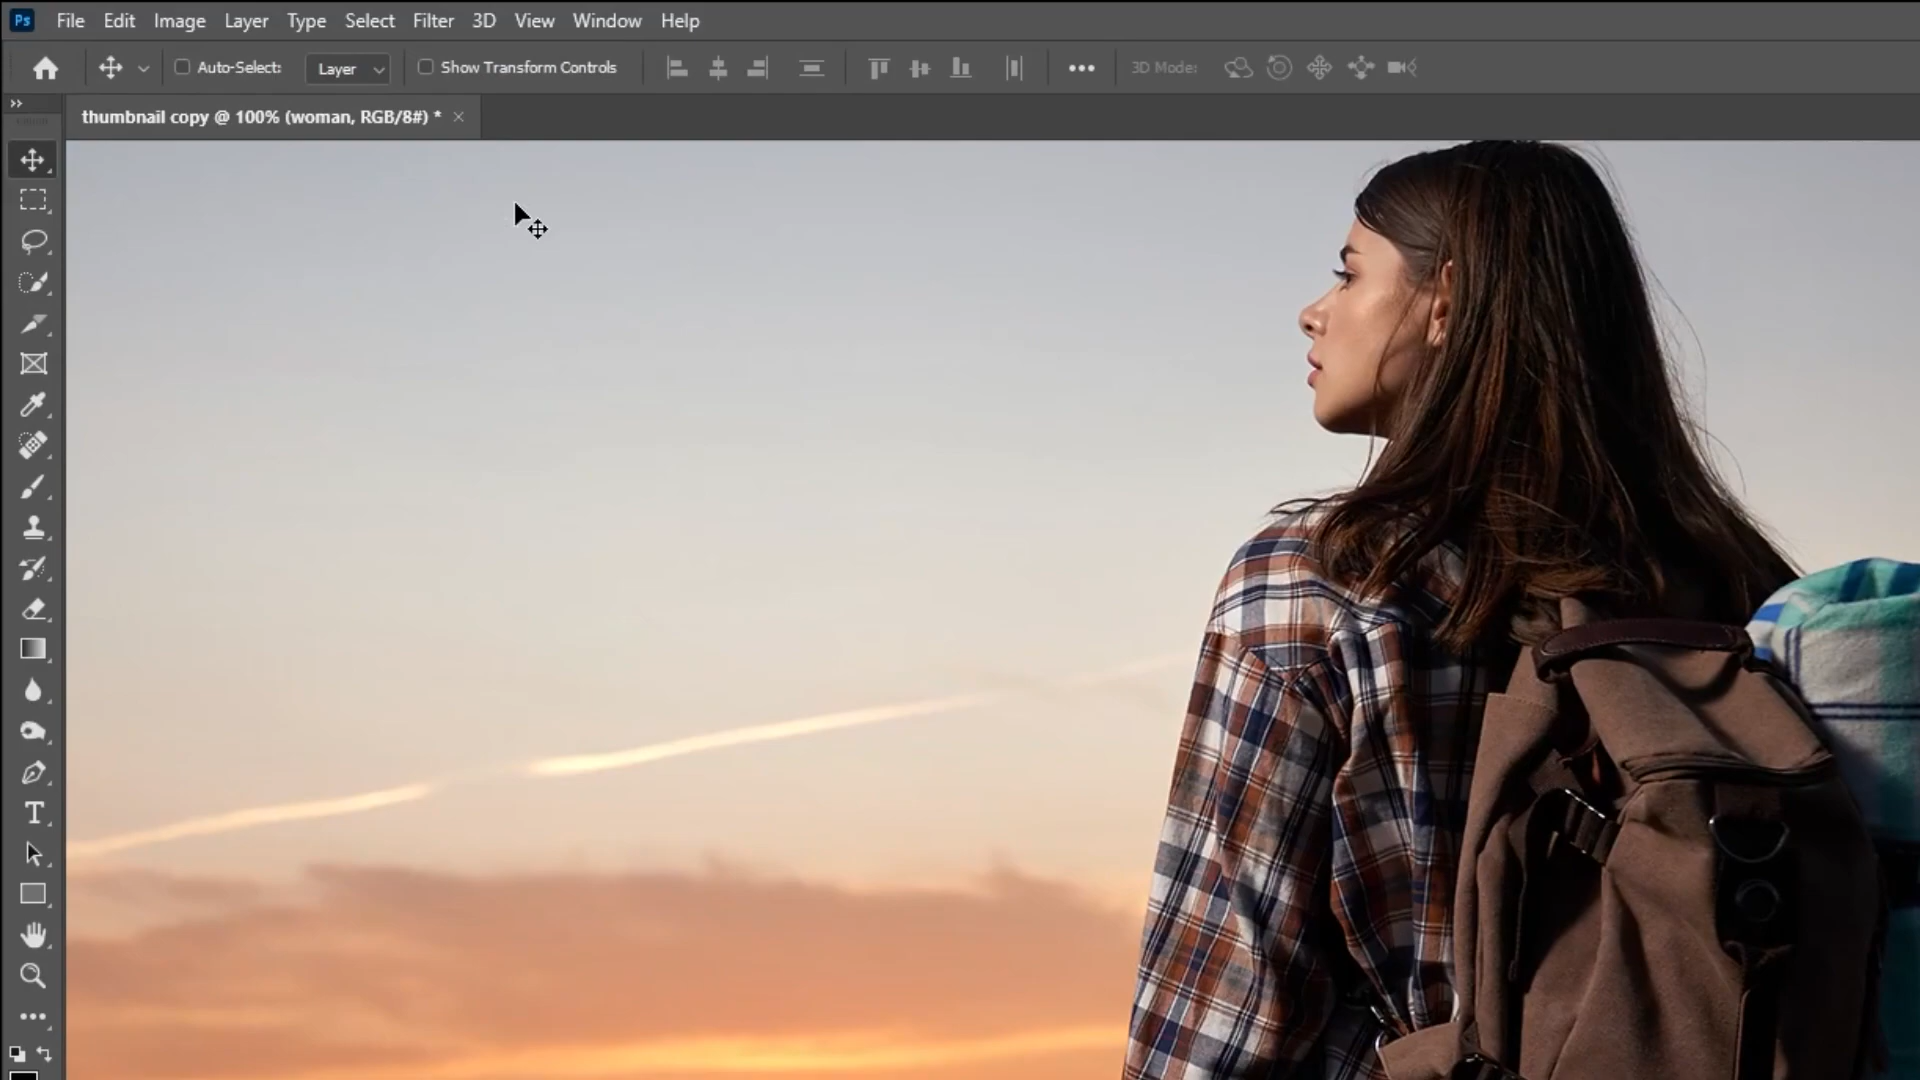 Ps File Edit Image Layer Type Select Filter 3D View Window Help
Auto-Select: Layer Show Transform Controls 3D Mode:
thumbnail copy @ 100% (woman, RGB/8#) *